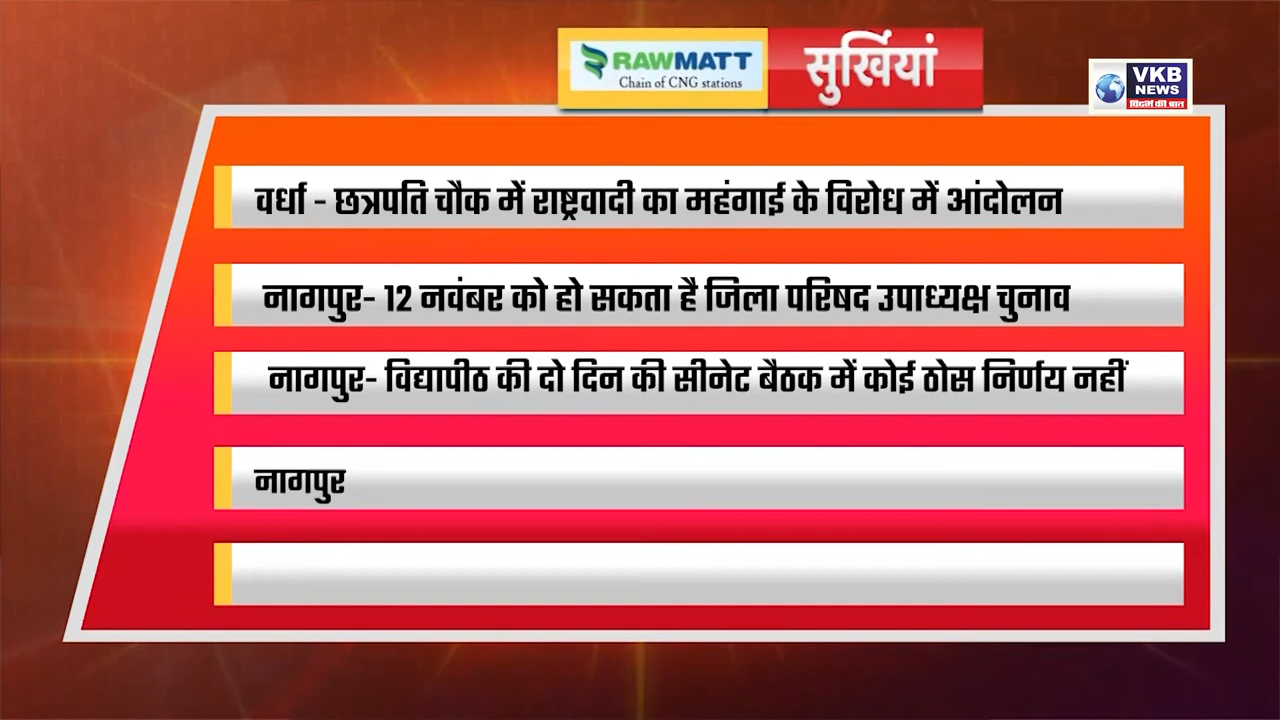 RAWMATT
Chain of CNG stations
सुर्खियां
VKB
NEWS
विदर्भ की बात
वर्धा - छत्रपति चौक में राष्ट्रवादी का महंगाई के विरोध में आंदोलन
नागपुर- 12 नवंबर को हो सकता है जिला परिषद उपाध्यक्ष चुनाव
नागपुर- विद्यापीठ की दो दिन की सीनेट बैठक में कोई ठोस निर्णय नहीं
नागपुर